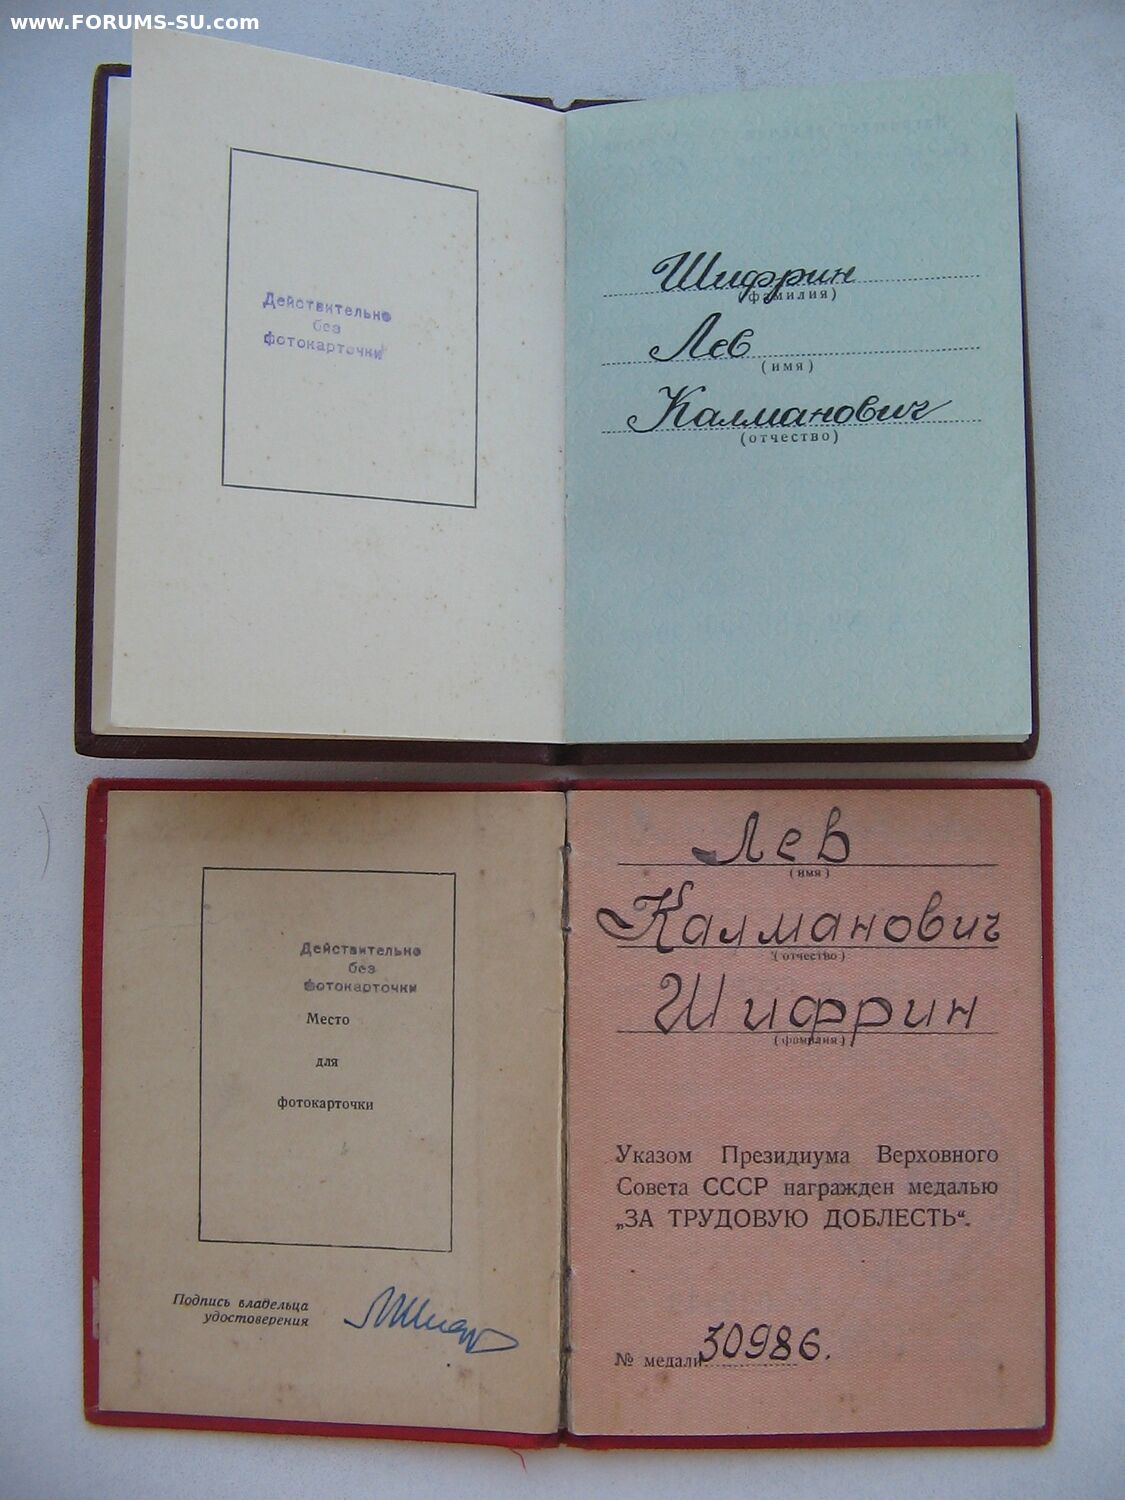 www.FORUMS-SU.com
Действительно
без
фотокарточки
Шифрин
(фамилия)
Лев
(имя)
Калманович
(отчество)
Действительно
без
фотокарточки
Место
для
фотокарточки
Подпись владельца
удостоверения
Лев
(имя)
Калманович
(отчество)
Шифрин
(фамилия)
Указом Президиума Верховного
Совета СССР награжден медалью
„ЗА ТРУДОВУЮ ДОБЛЕСТЬ“.
№ медали 30986.